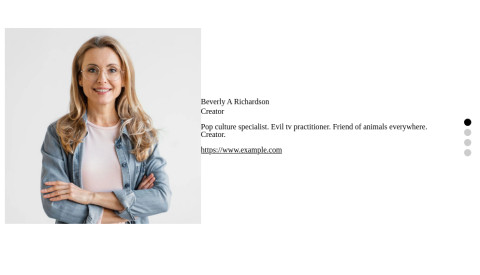 Beverly A Richardson
Creator
Pop culture specialist. Evil tv practitioner. Friend of animals everywhere.
Creator.
https://www.example.com